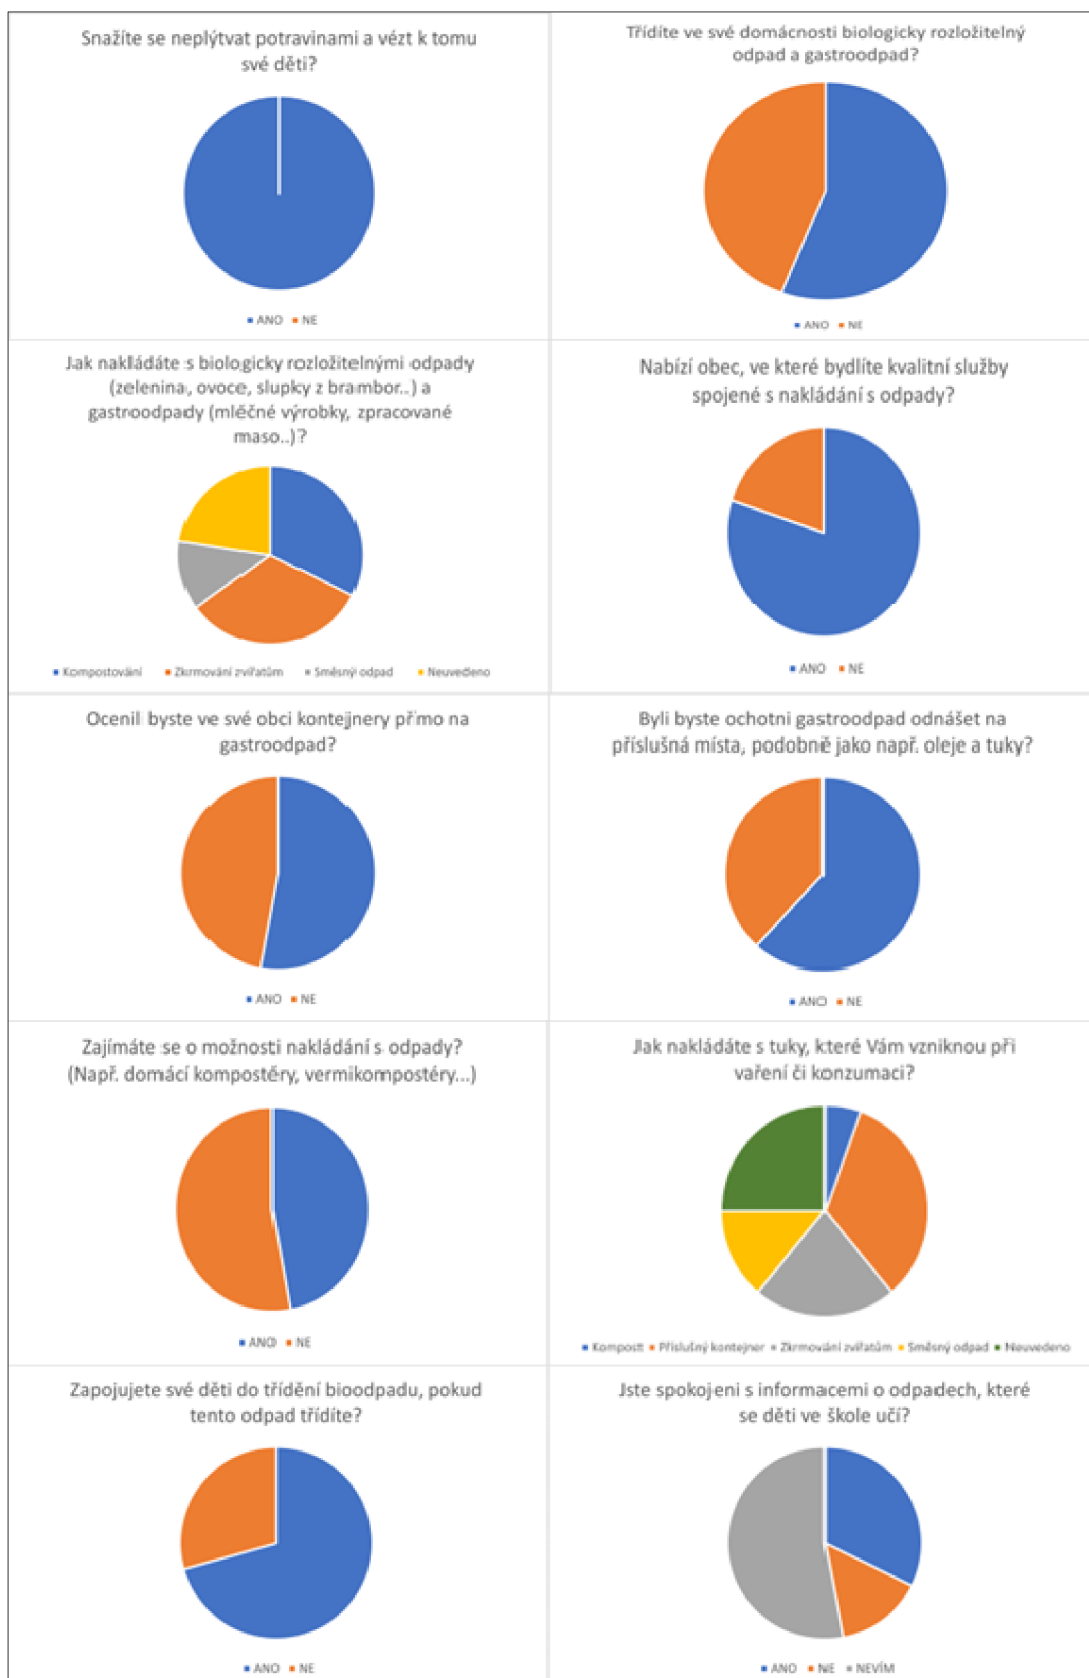 Snažíte se neplýtvat potravinami a vézt k tomu
své děti?
ANO NE
Třídíte ve své domácnosti biologicky rozložitelný
odpad a gastroodpad?
ANO NE
Jak nakládáte s biologicky rozložitelnými odpady
(zelenina, ovoce, slupky z brambor..) a
gastroodpady (mléčné výrobky, zpracované
maso..)?
Kompostování Zkrmování zvířatům Směsný odpad Neuvedeno
Nabízí obec, ve které bydlíte kvalitní služby
spojené s nakládání s odpady?
ANO NE
Ocenil byste ve své obci kontejnery přímo na
gastroodpad?
ANO NE
Byli byste ochotni gastroodpad odnášet na
příslušná místa, podobně jako např. oleje a tuky?
ANO NE
Zajímáte se o možnosti nakládání s odpady?
(Např. domácí kompostéry, vermikompostéry...)
ANO NE
Jak nakládáte s tuky, které Vám vzniknou při
vaření či konzumaci?
Kompost Příslušný kontejner Zkrmování zvířatům Směsný odpad Neuvedeno
Zapojujete své děti do třídění bioodpadu, pokud
tento odpad třídíte?
ANO NE
Jste spokojeni s informacemi o odpadech, které
se děti ve škole učí?
ANO NE NEVÍM